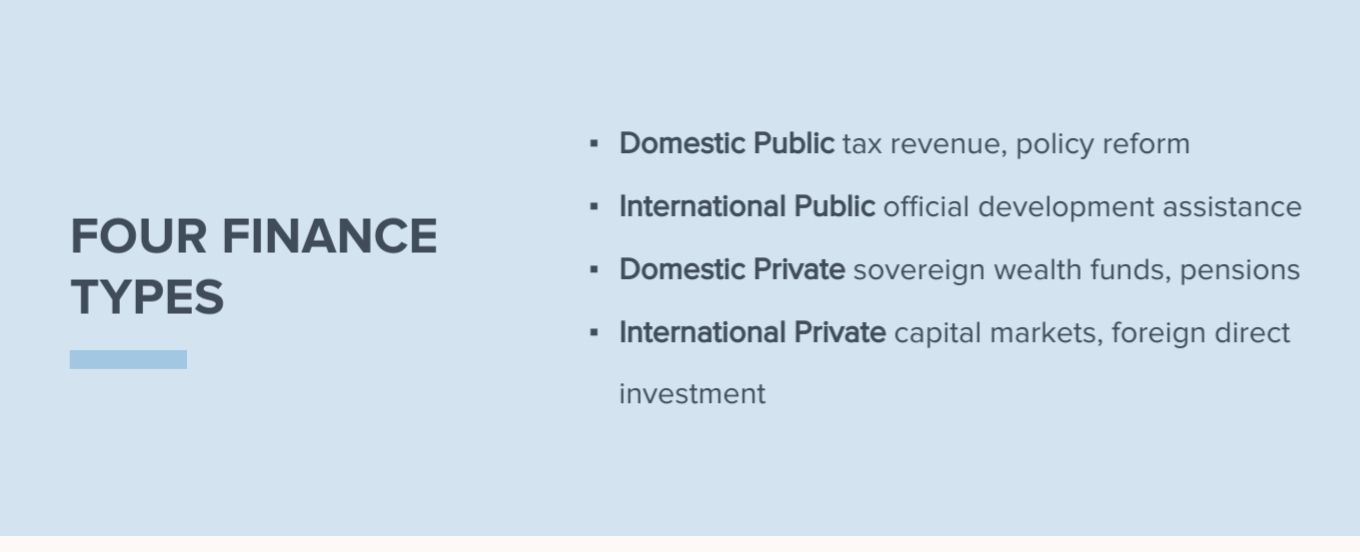 FOUR FINANCE
TYPES
▪ Domestic Public tax revenue, policy reform
▪ International Public official development assistance
▪ Domestic Private sovereign wealth funds, pensions
▪ International Private capital markets, foreign direct
investment